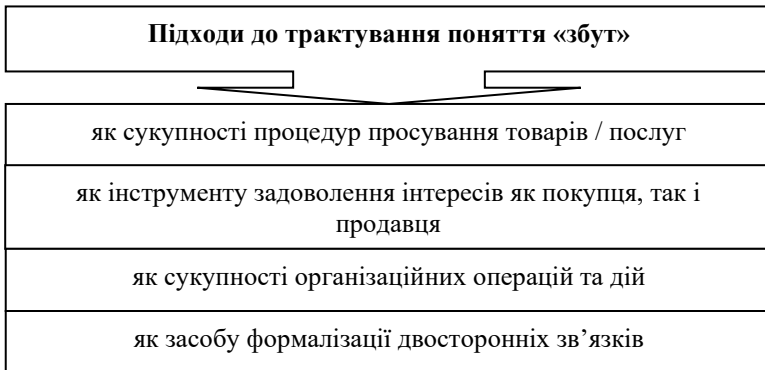 Підходи до трактування поняття «збут»
як сукупності процедур просування товарів / послуг
як інструменту задоволення інтересів як покупця, так і
продавця
як сукупності організаційних операцій та дій
як засобу формалізації двосторонніх зв’язків